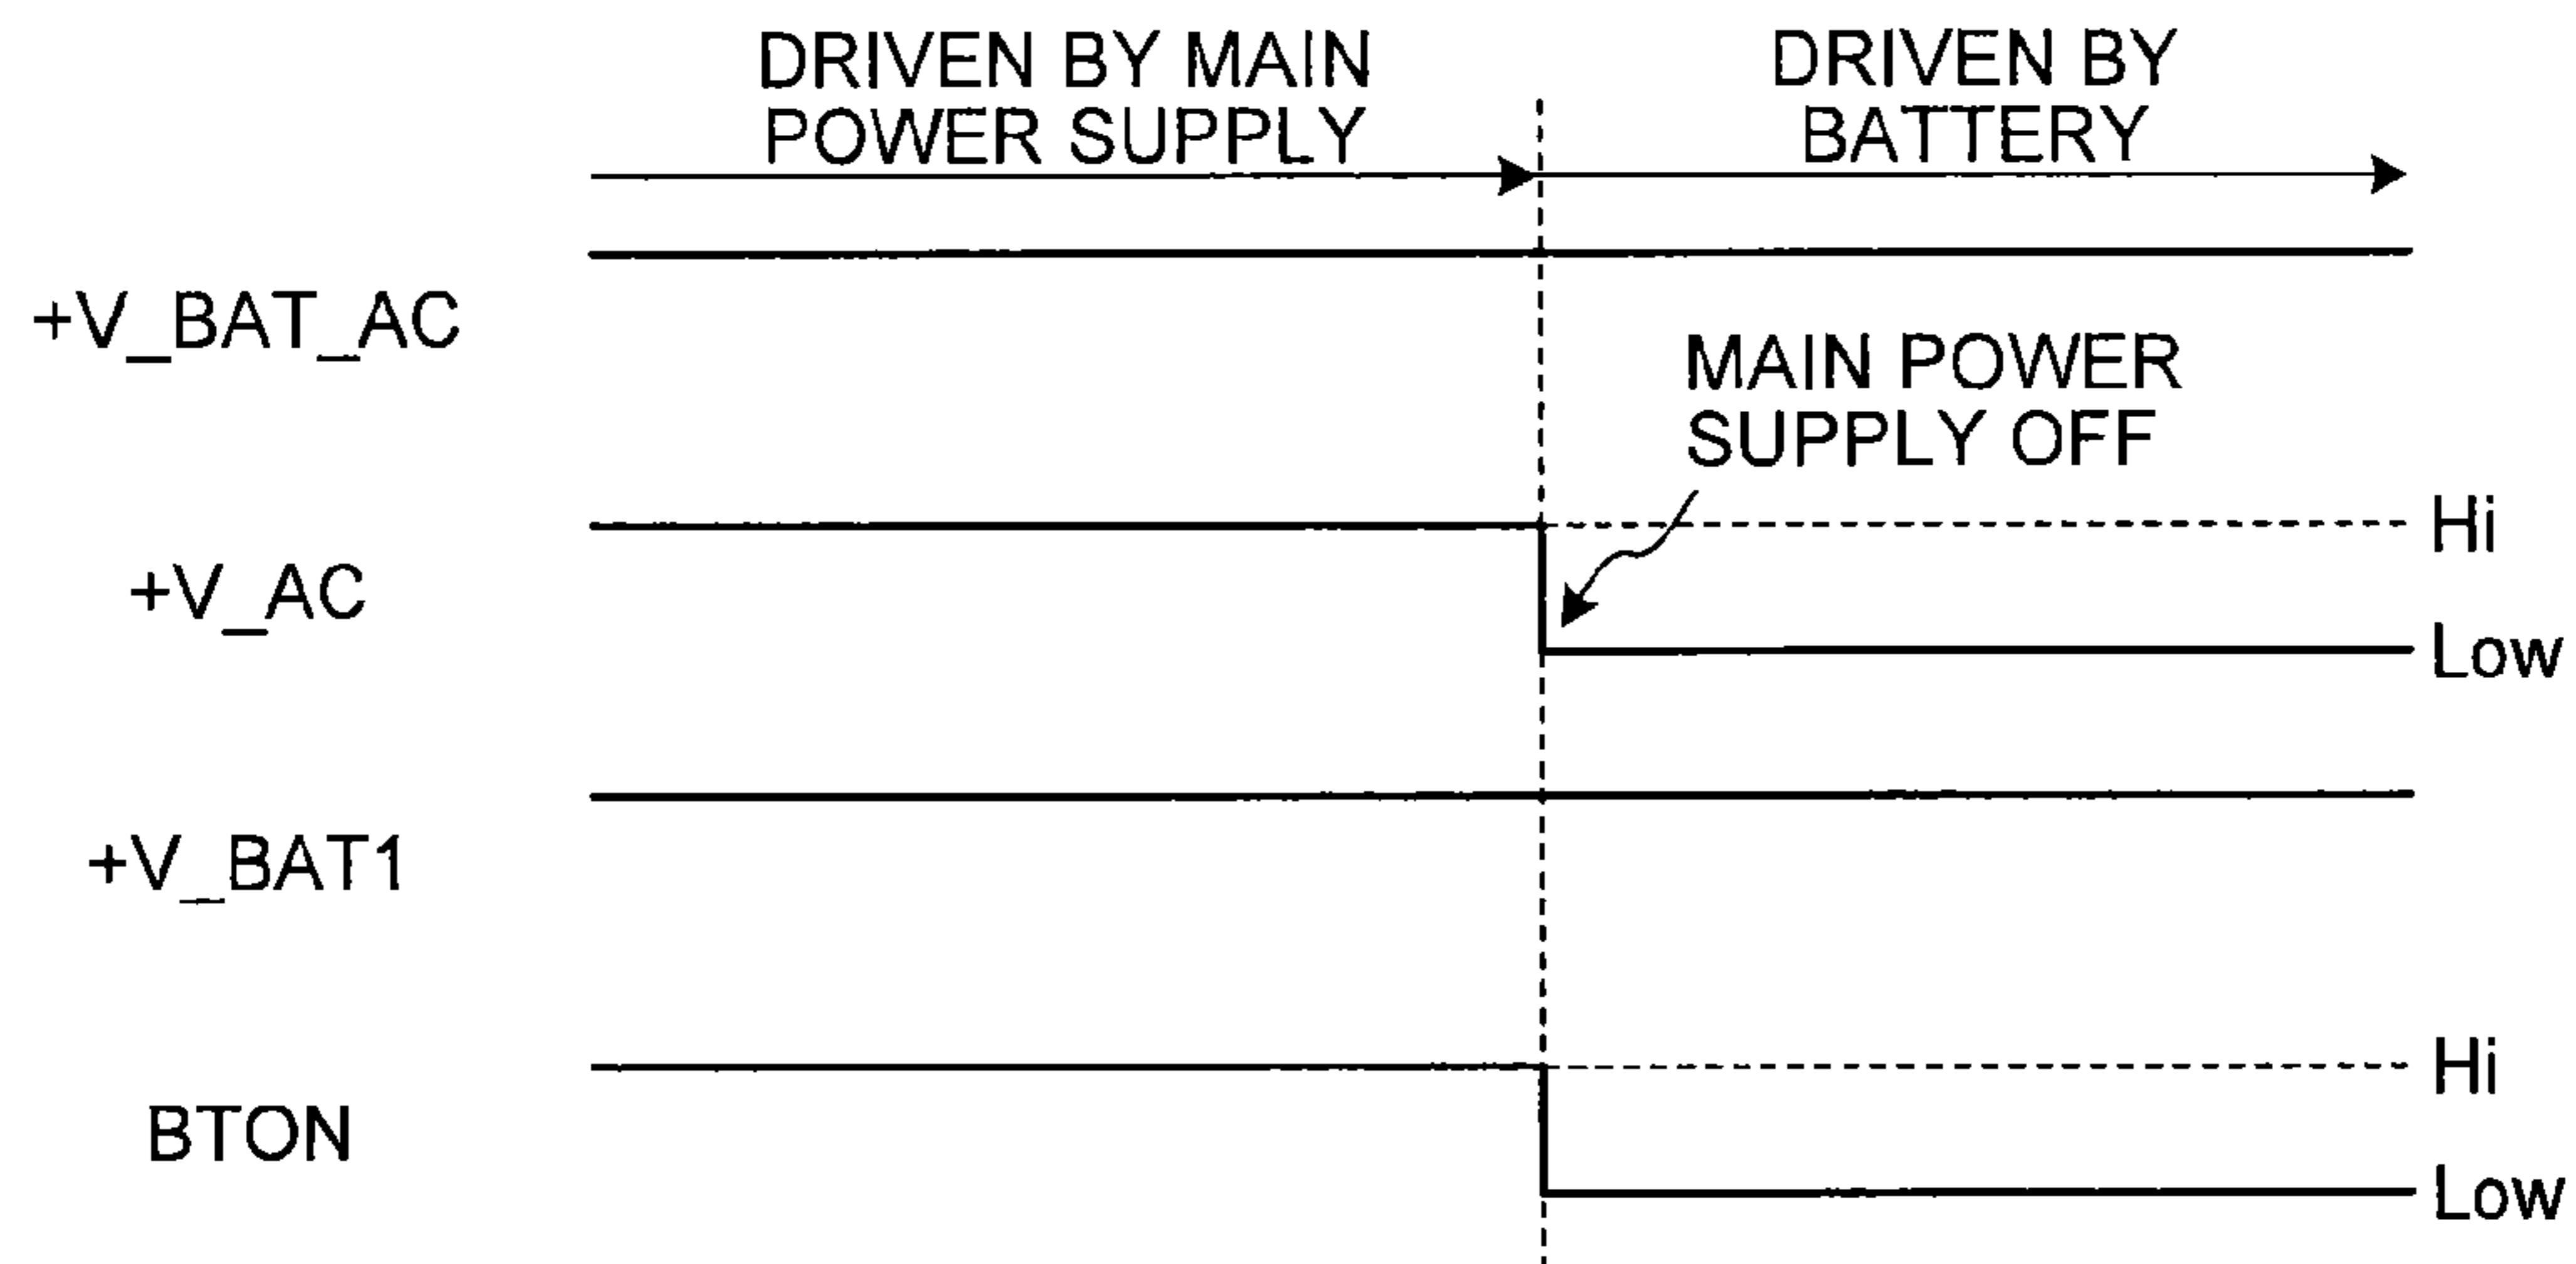 DRIVEN BY MAIN
POWER SUPPLY
DRIVEN BY
BATTERY
+V_BAT_AC
MAIN POWER
SUPPLY OFF
+V_AC
Hi
Low
+V_BAT1
BTON
Hi
Low